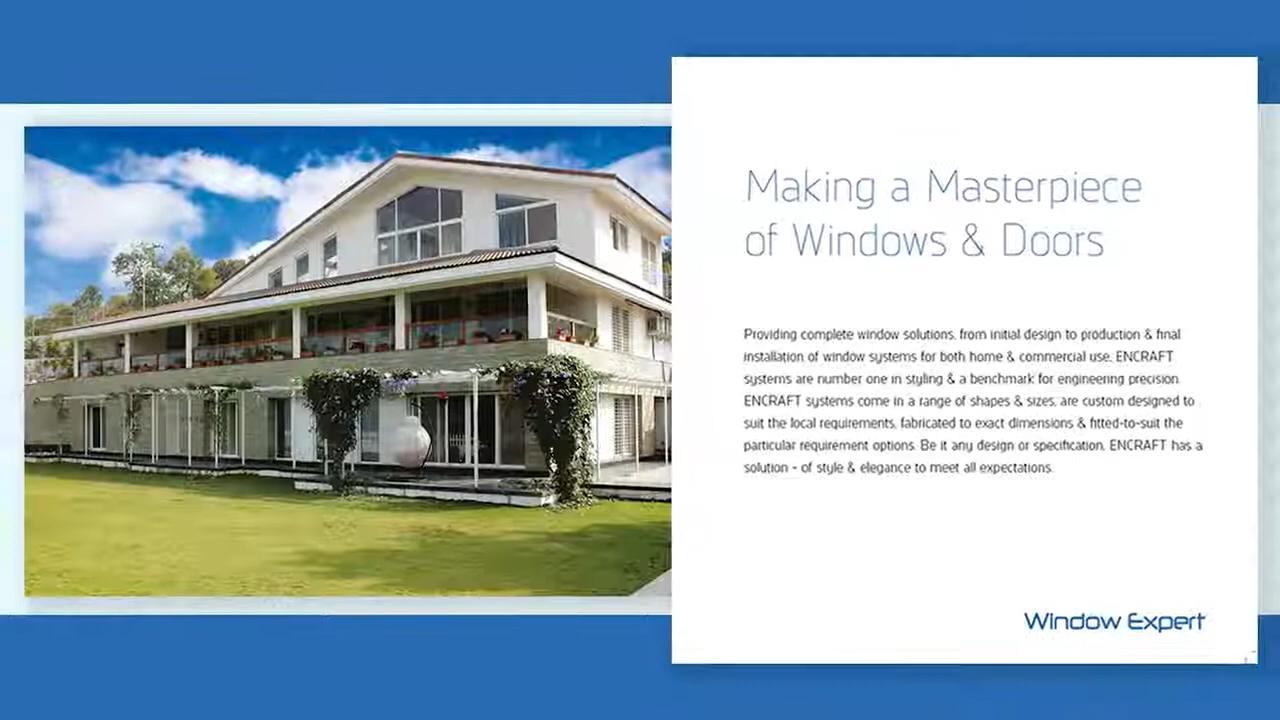 Making a Masterpiece
of Windows & Doors
Providing complete window solutions, from initial design to production & final
installation of window systems for both home & commercial use, ENCRAFT
systems are number one in styling & a benchmark for engineering precision.
ENCRAFT systems come in a range of shapes & sizes, are custom designed to
suit the local requirements, fabricated to exact dimensions & fitted-to-suit the
particular requirement options. Be it any design or specification, ENCRAFT has a
solution - of style & elegance to meet all expectations.
Window Expert